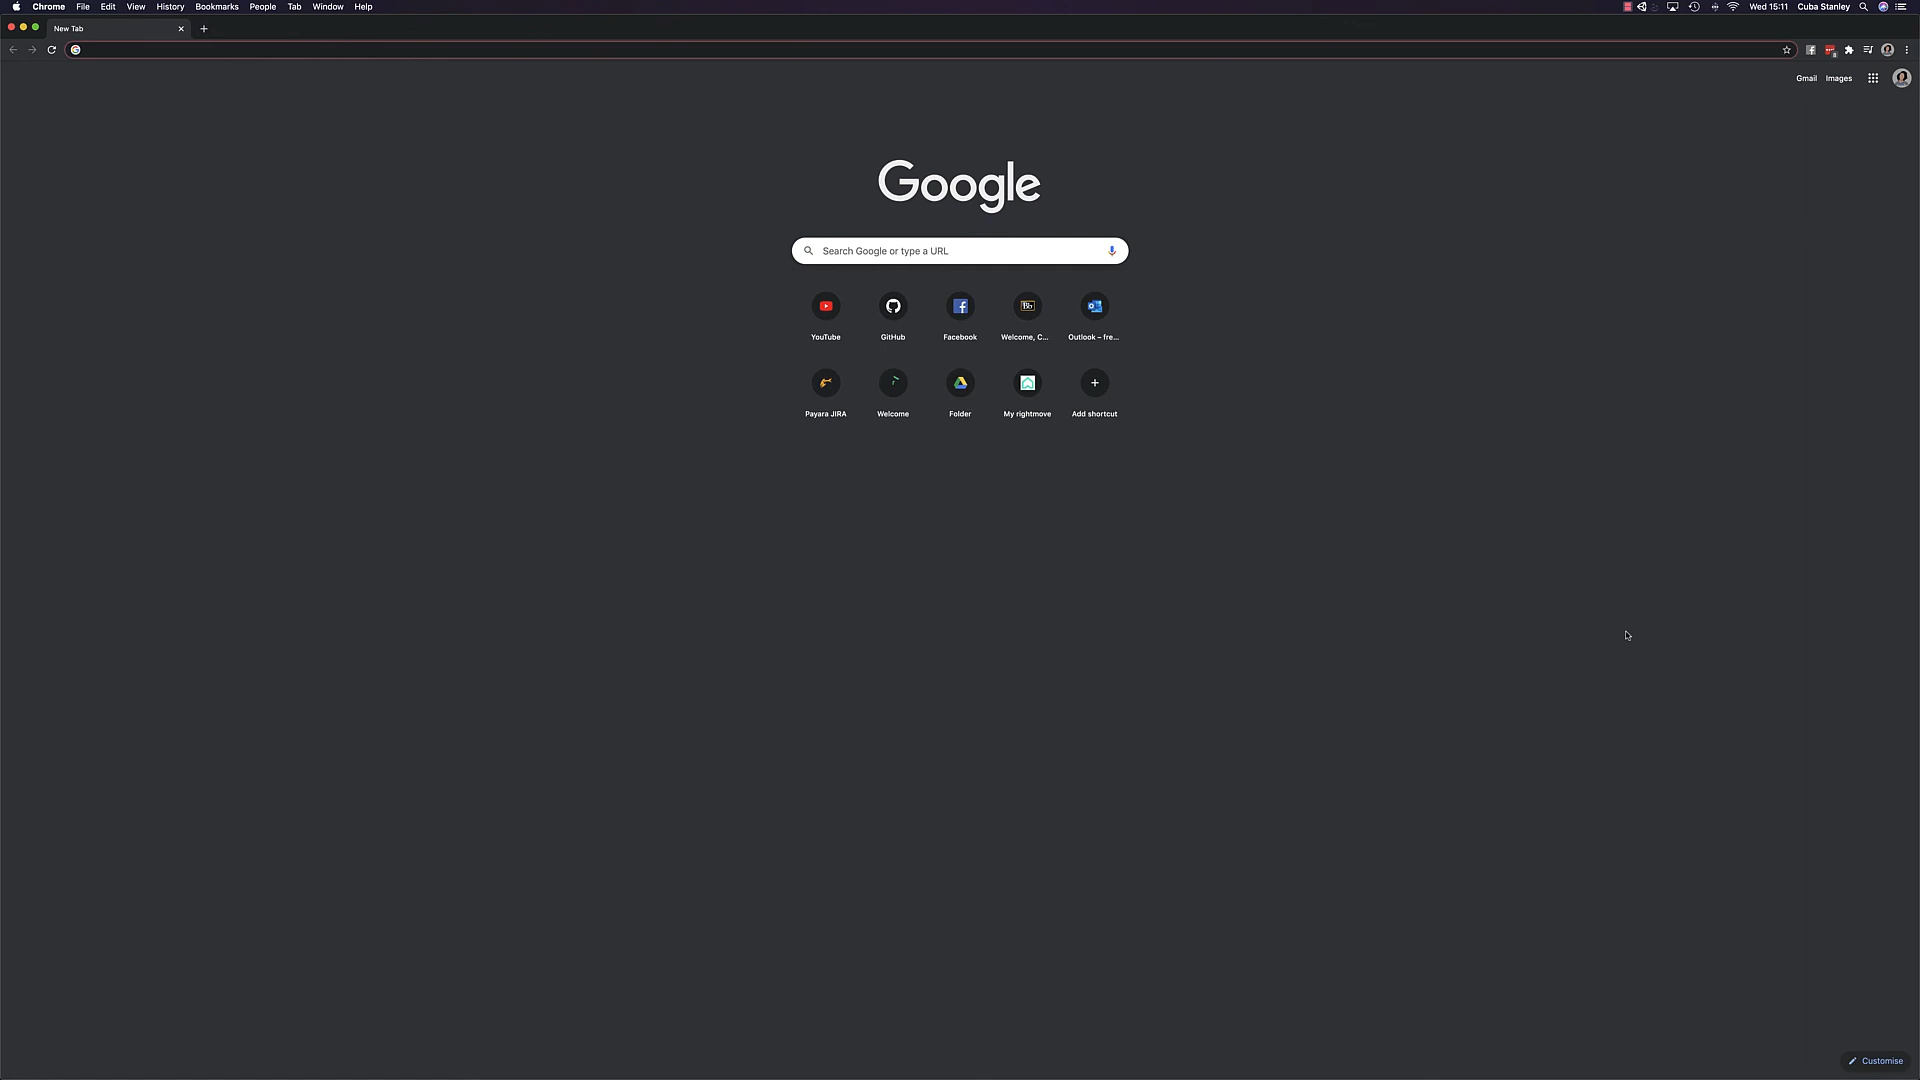 Chrome File Edit View History Bookmarks People Tab Window Help Wed 15:11 Cuba Stanley
New Tab
Gmail Images
Google
Search Google or type a URL
YouTube GitHub Facebook Welcome, C... Outlook – fre...
Payara JIRA Welcome Folder My rightmove Add shortcut
Customise